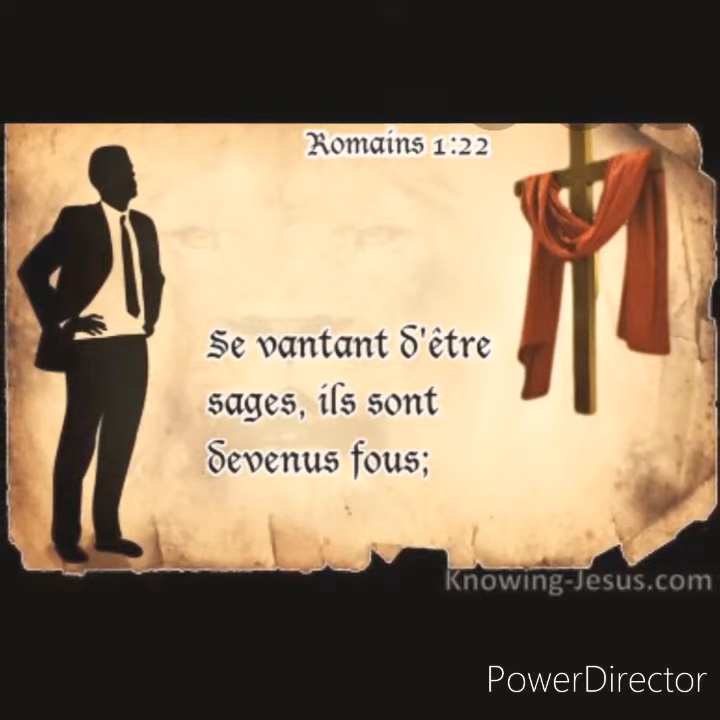 Romains 1:22
Se vantant d'être
sages, ils sont
devenus fous;
Knowing-Jesus.com
PowerDirector